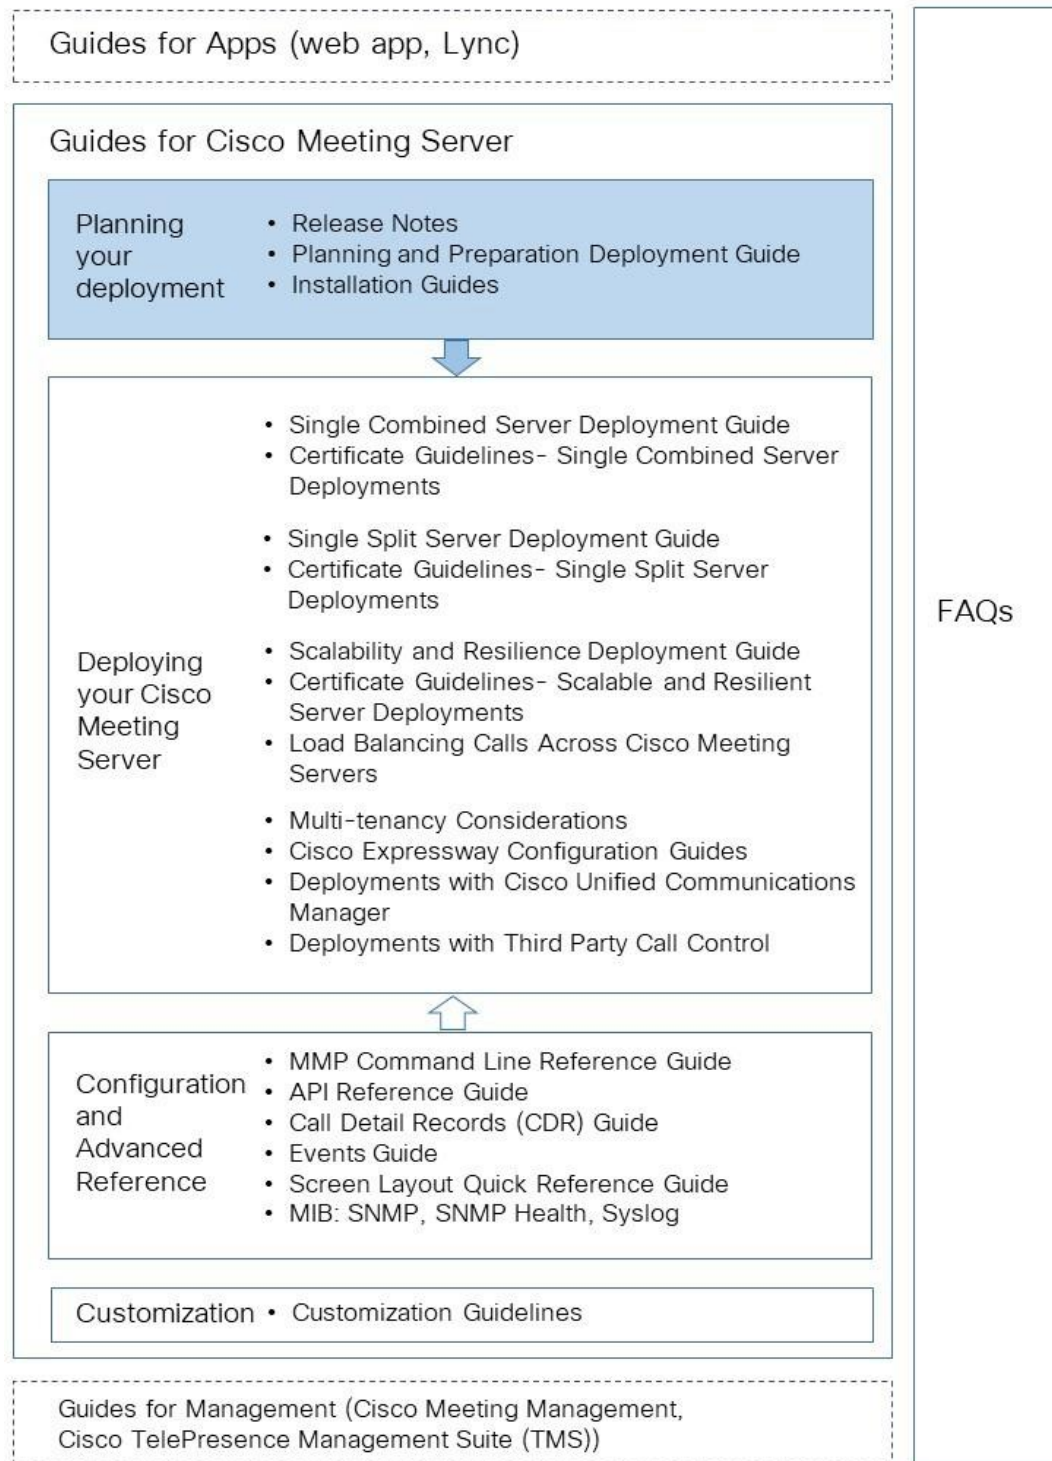 Guides for Apps (web app, Lync)
Guides for Cisco Meeting Server
Planning
your
deployment
• Release Notes
• Planning and Preparation Deployment Guide
• Installation Guides
Deploying
your Cisco
Meeting
Server
• Single Combined Server Deployment Guide
• Certificate Guidelines- Single Combined Server
Deployments
• Single Split Server Deployment Guide
• Certificate Guidelines- Single Split Server
Deployments
• Scalability and Resilience Deployment Guide
• Certificate Guidelines- Scalable and Resilient
Server Deployments
• Load Balancing Calls Across Cisco Meeting
Servers
• Multi-tenancy Considerations
• Cisco Expressway Configuration Guides
• Deployments with Cisco Unified Communications
Manager
• Deployments with Third Party Call Control
Configuration
and
Advanced
Reference
• MMP Command Line Reference Guide
• API Reference Guide
• Call Detail Records (CDR) Guide
• Events Guide
• Screen Layout Quick Reference Guide
• MIB: SNMP, SNMP Health, Syslog
Customization • Customization Guidelines
Guides for Management (Cisco Meeting Management,
Cisco TelePresence Management Suite (TMS))
FAQs